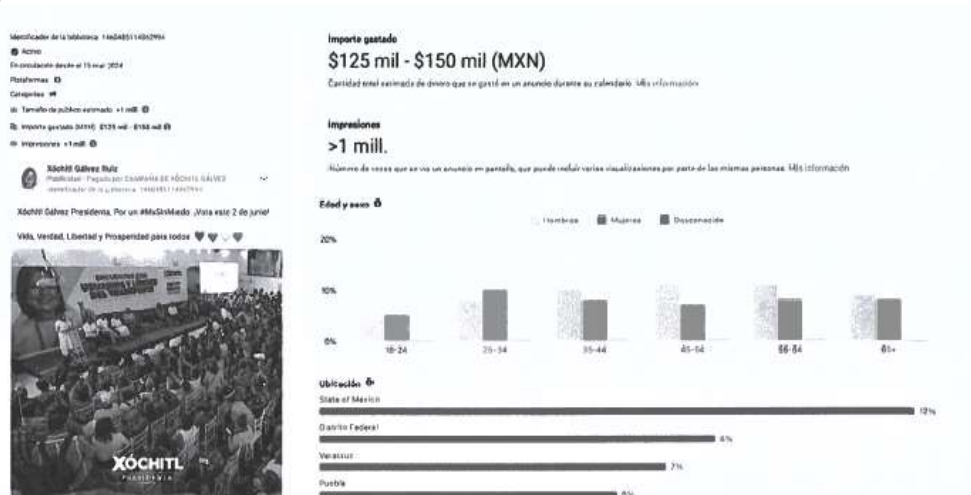 Identificador de la biblioteca:
Activo
En circulación desde el 15 mar 2024
Plataformas
Categorías
Tamaño de público estimado: +1 mill.
Importe gastado (MXN): $125 mil - $150 mil
Impresiones: +1 mill.
Xóchitl Gálvez Ruiz
Publicidad · Pagado por CAMPAÑA DE XÓCHITL GÁLVEZ
Identificador de la biblioteca:
Xóchitl Gálvez Presidenta, Por un #MxSinMiedo ¡Vota este 2 de junio!
Vida, Verdad, Libertad y Prosperidad para todos
XÓCHITL
Importe gastado
$125 mil - $150 mil (MXN)
Cantidad total estimada de dinero que se gastó en un anuncio durante su calendario. Más información
Impresiones
>1 mill.
Número de veces que se vio un anuncio en pantalla, que puede incluir varias visualizaciones por parte de las mismas personas. Más información
Edad y sexo
Hombres Mujeres Desconocido
20%
10%
0%
18-24 25-34 35-44 45-54 55-64 65+
Ubicación
State of Mexico
12%
Distrito Federal
Veracruz
7%
Puebla